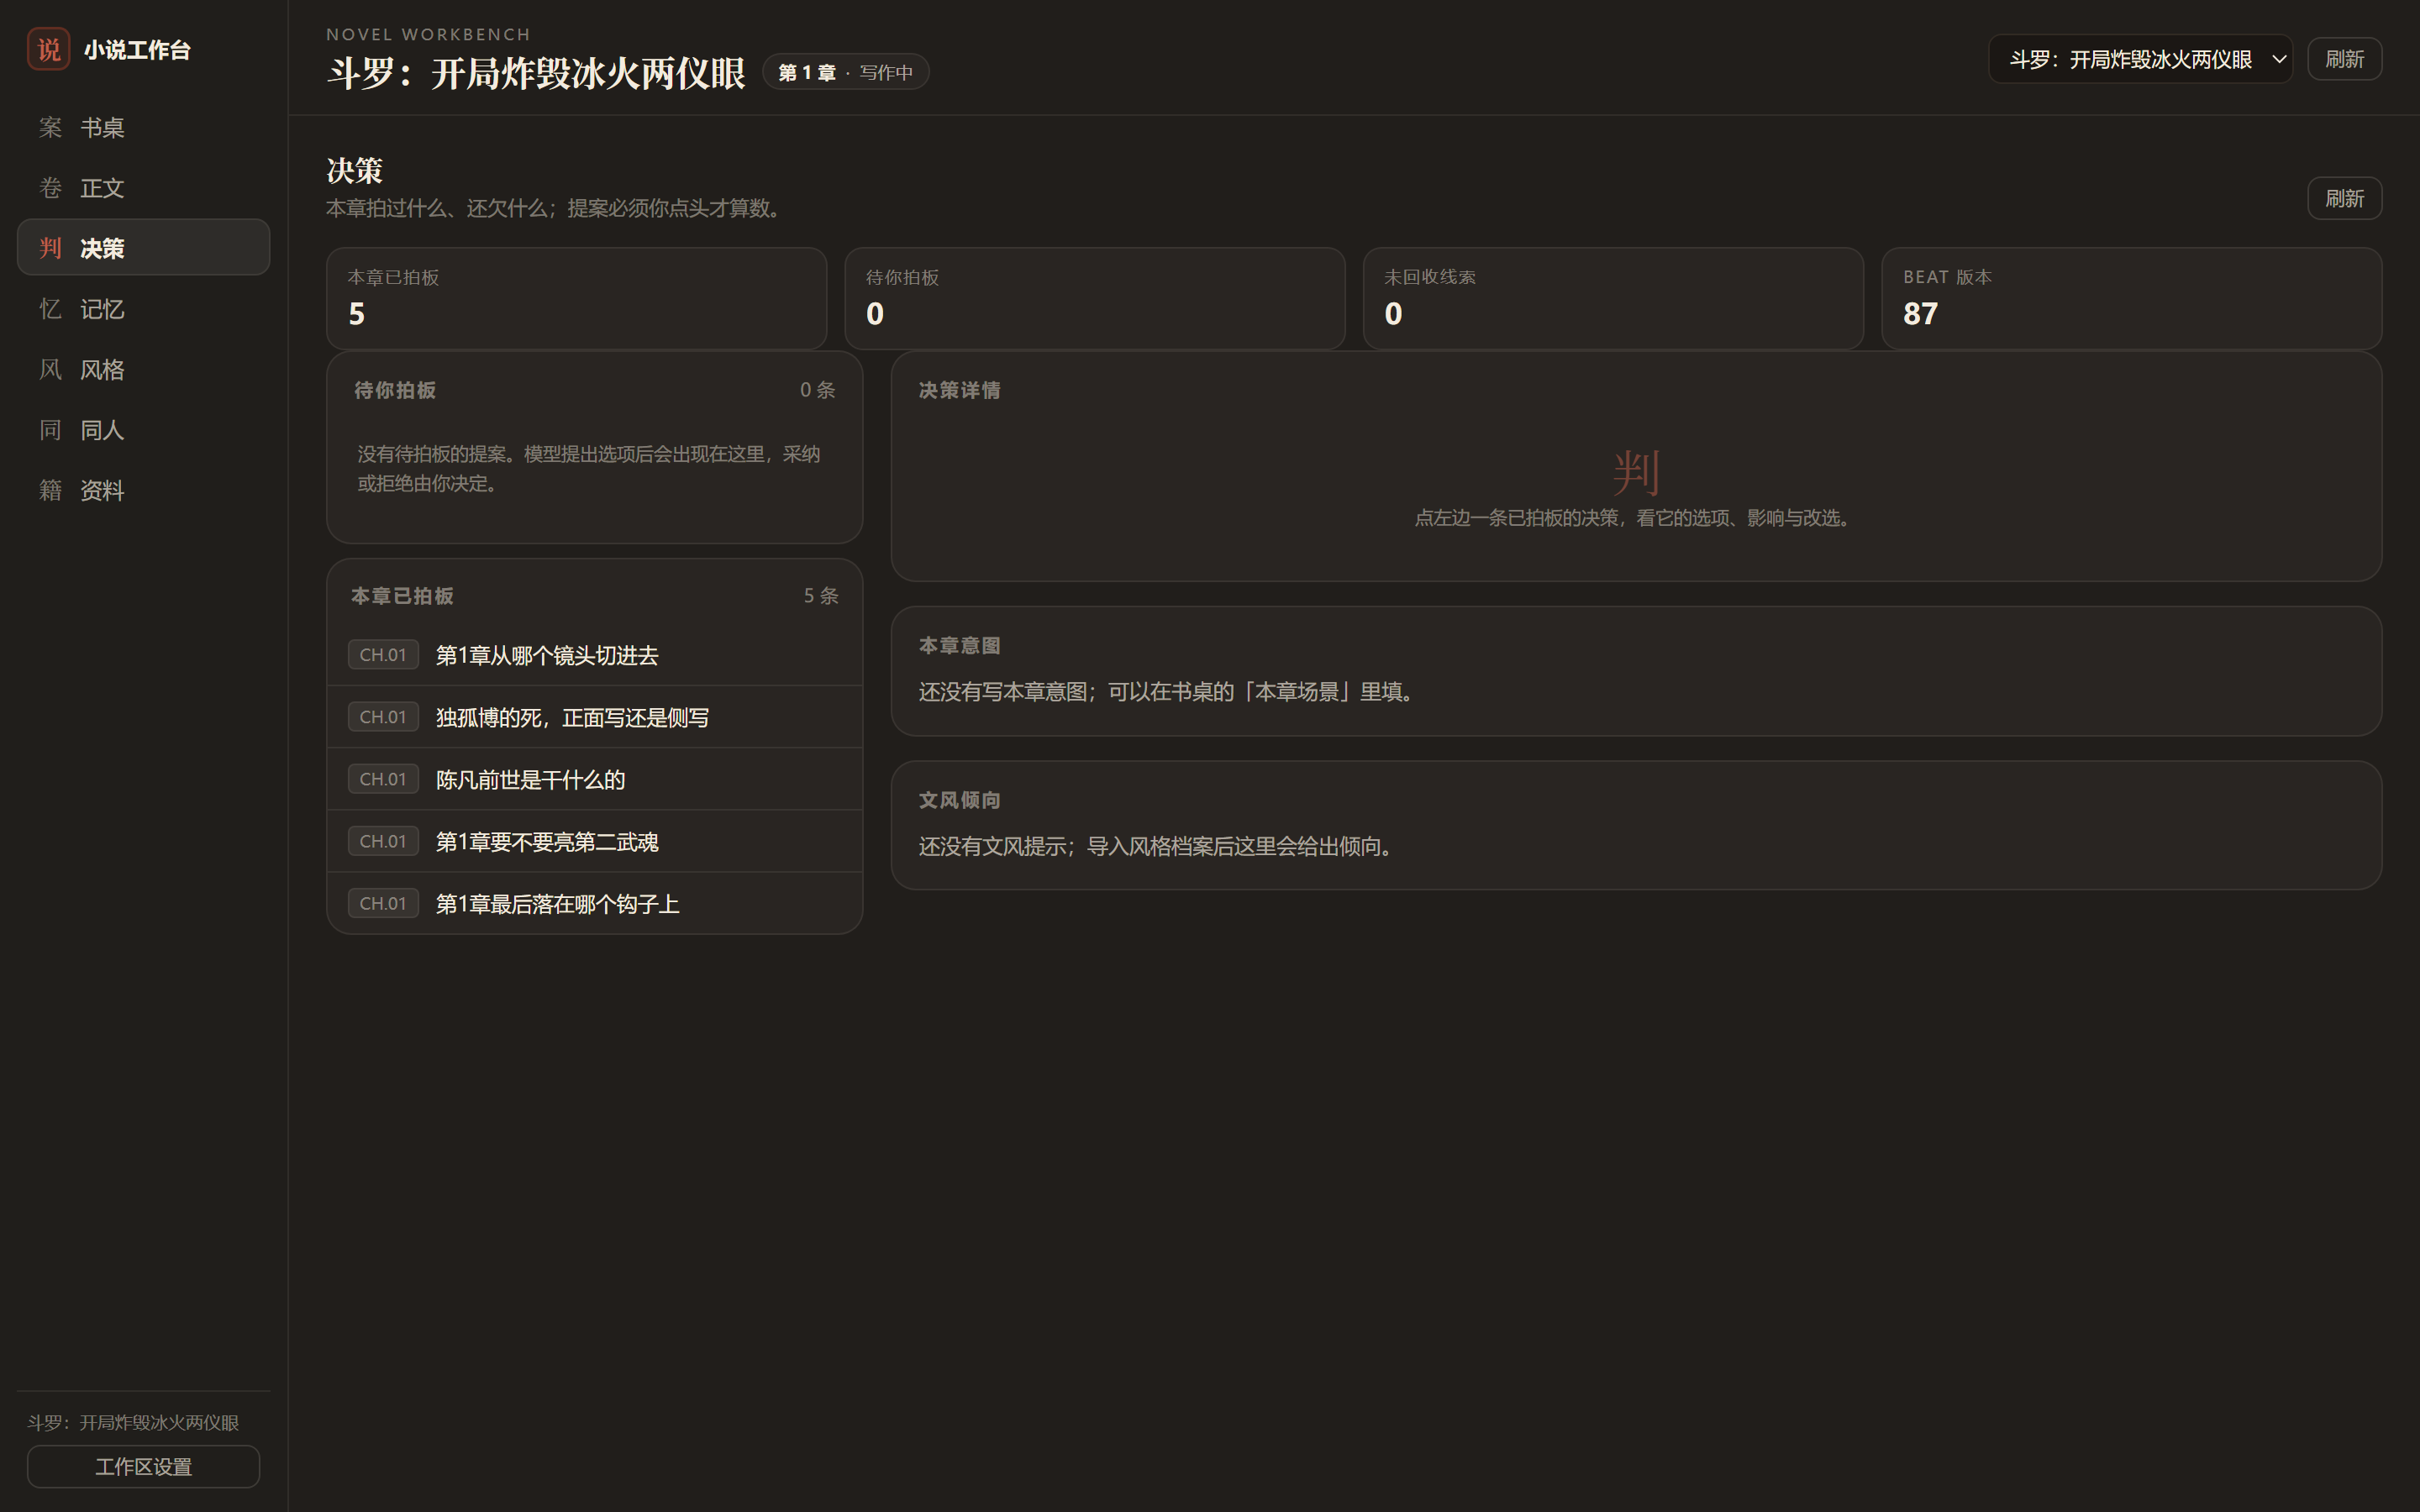 说 小说工作台
案 书桌
卷 正文
判 决策
忆 记忆
风 风格
同 同人
籍 资料
斗罗：开局炸毁冰火两仪眼
工作区设置
NOVEL WORKBENCH
斗罗：开局炸毁冰火两仪眼 第 1 章 · 写作中
斗罗：开局炸毁冰火两仪眼 刷新
决策
本章拍过什么、还欠什么；提案必须你点头才算数。
刷新
本章已拍板
5
待你拍板
0
未回收线索
0
BEAT 版本
87
待你拍板 0 条
没有待拍板的提案。模型提出选项后会出现在这里，采纳
或拒绝由你决定。
本章已拍板 5 条
CH.01 第1章从哪个镜头切进去
CH.01 独孤博的死，正面写还是侧写
CH.01 陈凡前世是干什么的
CH.01 第1章要不要亮第二武魂
CH.01 第1章最后落在哪个钩子上
决策详情
判
点左边一条已拍板的决策，看它的选项、影响与改选。
本章意图
还没有写本章意图；可以在书桌的「本章场景」里填。
文风倾向
还没有文风提示；导入风格档案后这里会给出倾向。